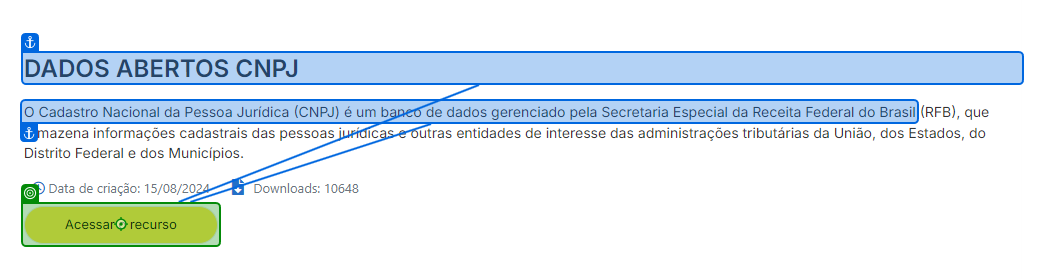 DADOS ABERTOS CNPJ
O Cadastro Nacional da Pessoa Jurídica (CNPJ) é um banco de dados gerenciado pela Secretaria Especial da Receita Federal do Brasil (RFB), que
mazena informações cadastrais das pessoas jurídicas e outras entidades de interesse das administrações tributárias da União, dos Estados, do
Distrito Federal e dos Municípios.
Data de criação: 15/08/2024 Downloads: 10648
Acessar recurso